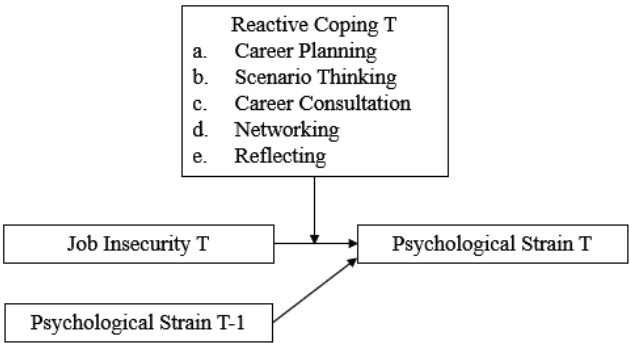 Reactive Coping T
a. Career Planning
b. Scenario Thinking
c. Career Consultation
d. Networking
e. Reflecting
Job Insecurity T
Psychological Strain T
Psychological Strain T-1